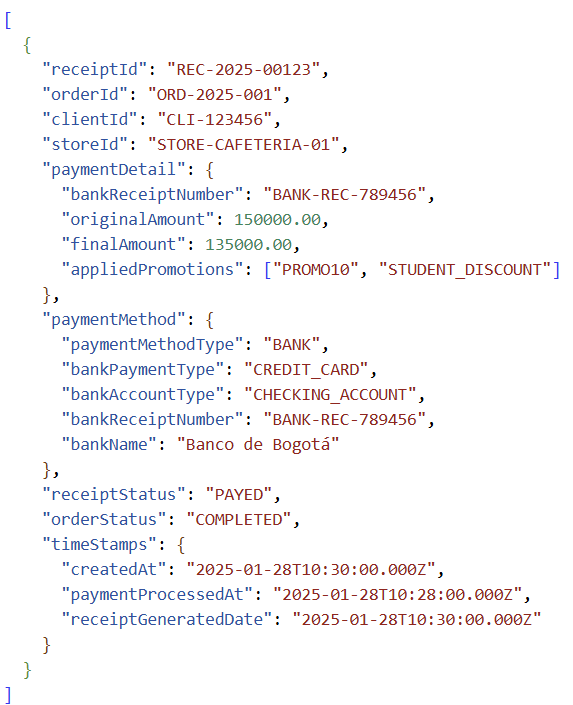 [
  {
    "receiptId": "REC-2025-00123",
    "orderId": "ORD-2025-001",
    "clientId": "CLI-123456",
    "storeId": "STORE-CAFETERIA-01",
    "paymentDetail": {
      "bankReceiptNumber": "BANK-REC-789456",
      "originalAmount": 150000.00,
      "finalAmount": 135000.00,
      "appliedPromotions": ["PROMO10", "STUDENT_DISCOUNT"]
    },
    "paymentMethod": {
      "paymentMethodType": "BANK",
      "bankPaymentType": "CREDIT_CARD",
      "bankAccountType": "CHECKING_ACCOUNT",
      "bankReceiptNumber": "BANK-REC-789456",
      "bankName": "Banco de Bogotá"
    },
    "receiptStatus": "PAYED",
    "orderStatus": "COMPLETED",
    "timeStamps": {
      "createdAt": "2025-01-28T10:30:00.000Z",
      "paymentProcessedAt": "2025-01-28T10:28:00.000Z",
      "receiptGeneratedDate": "2025-01-28T10:30:00.000Z"
    }
  }
]